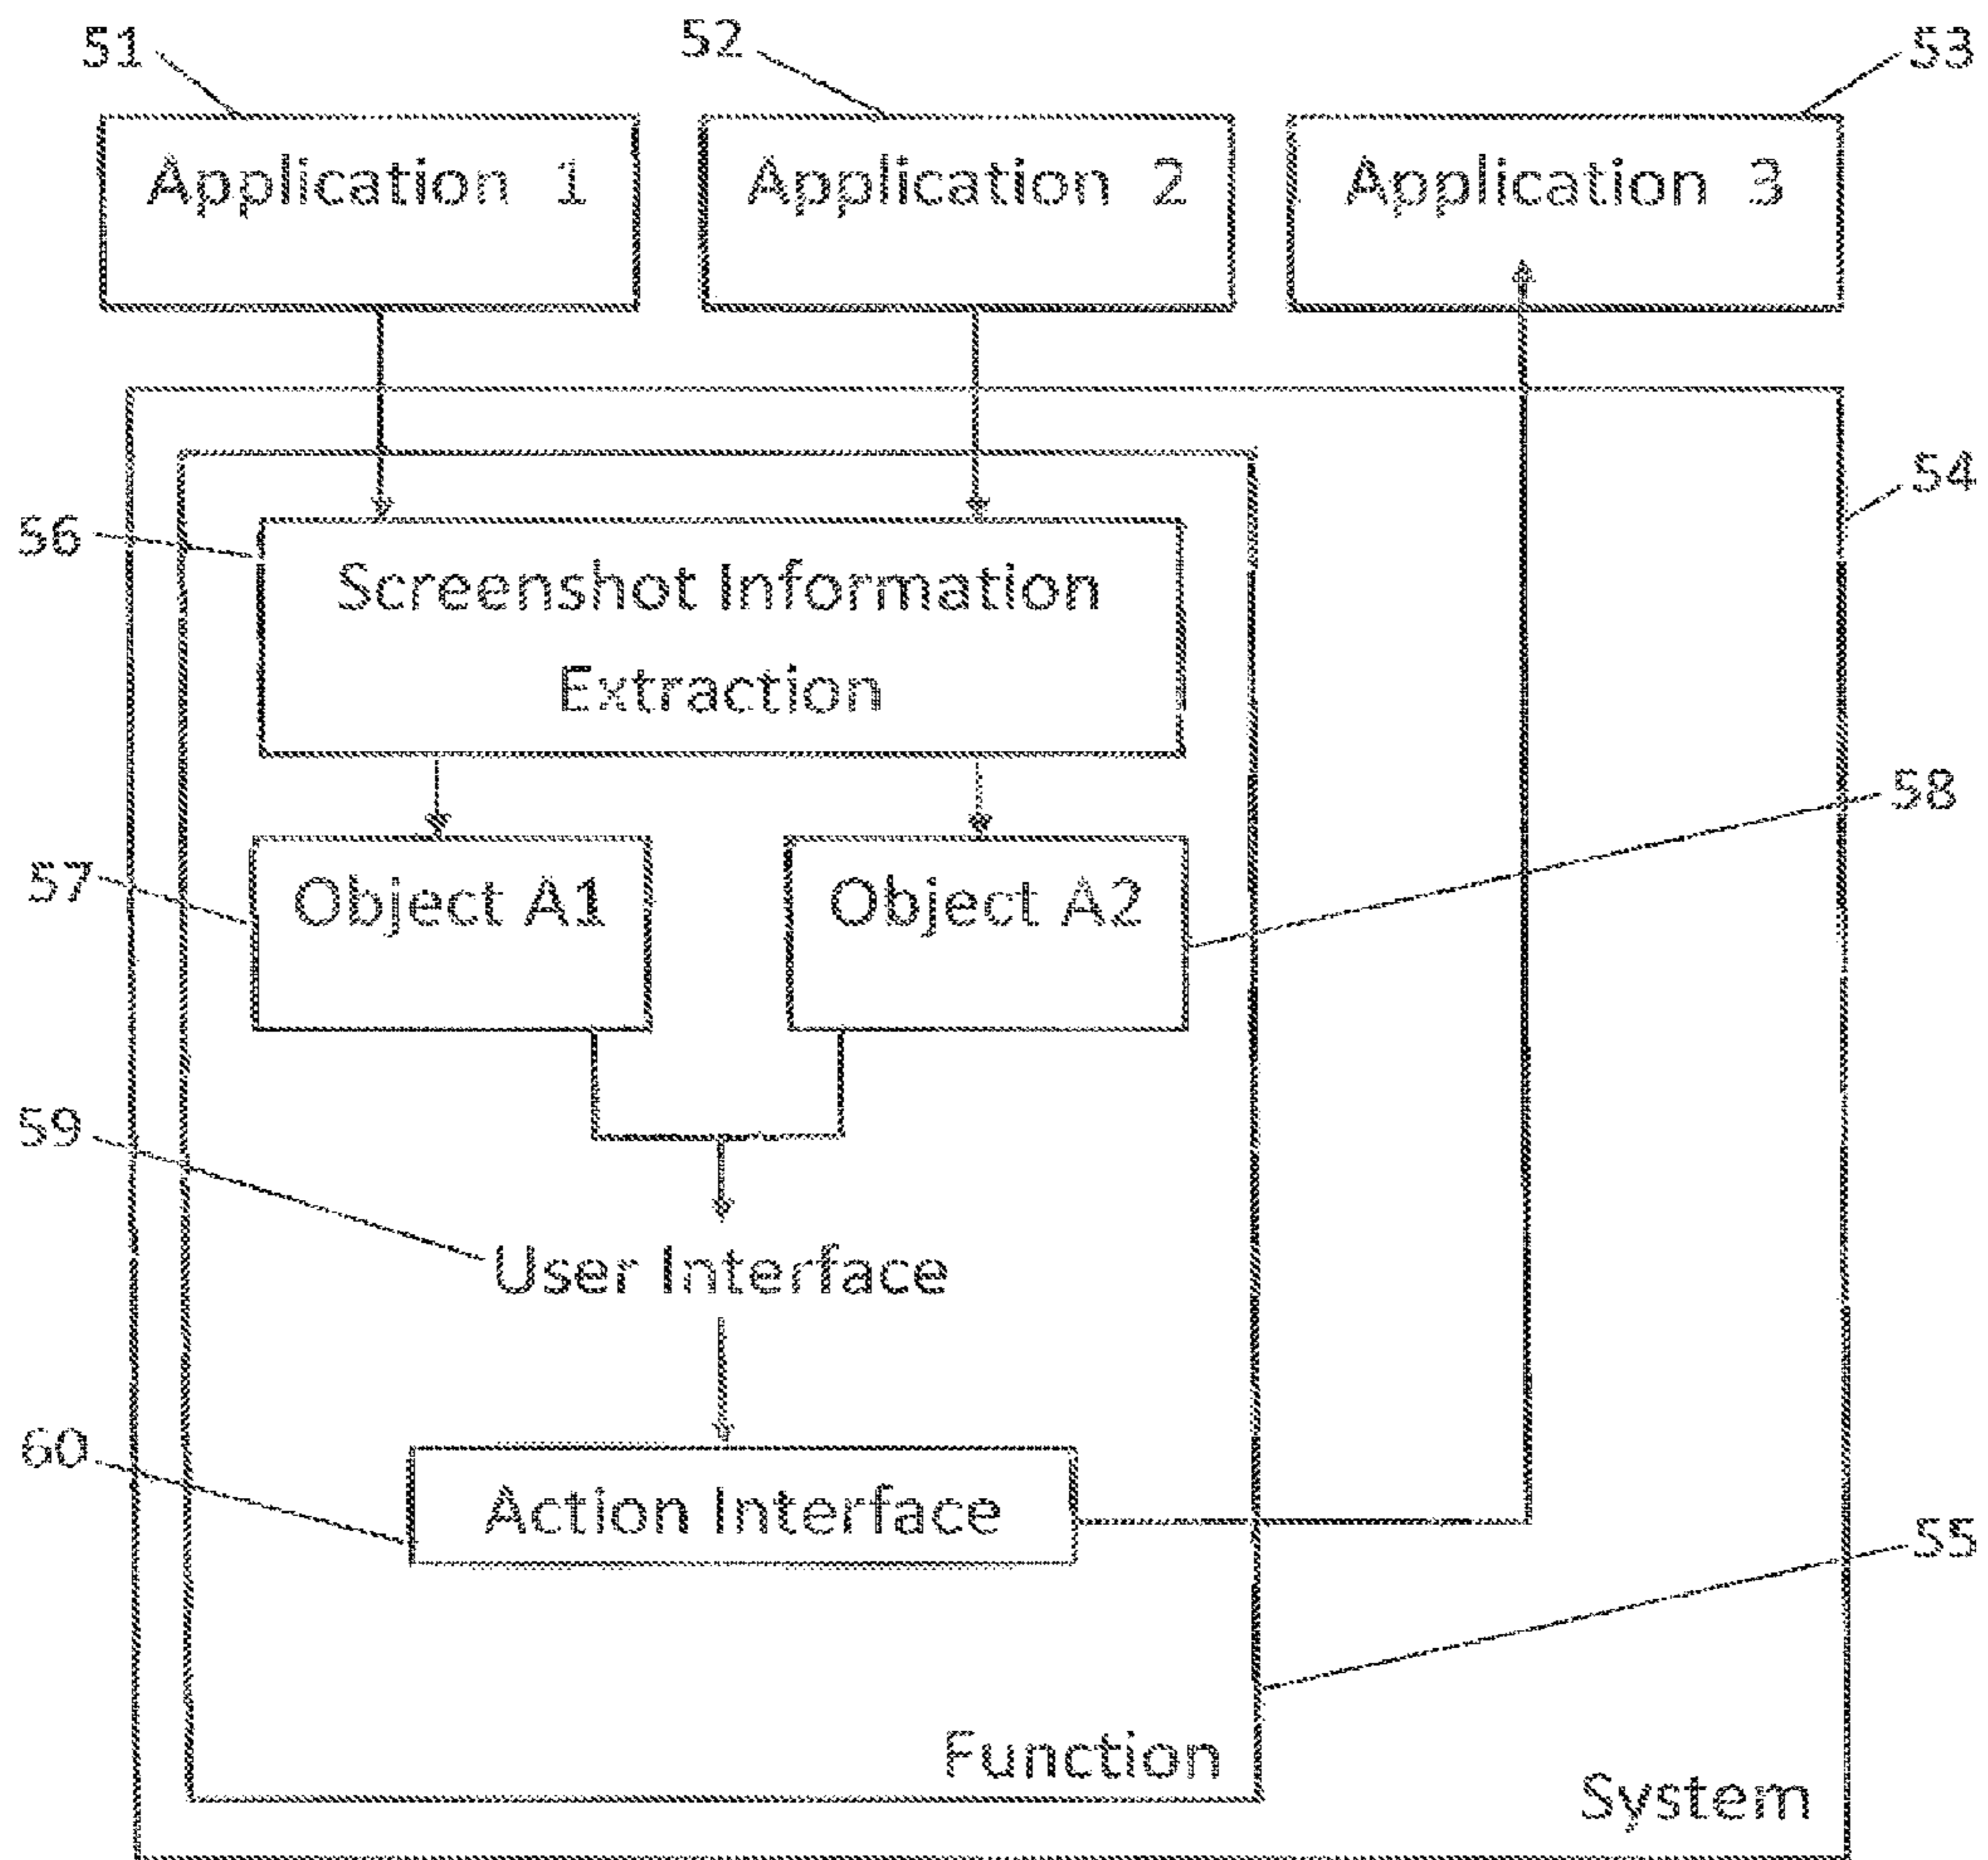 51
52
53
Application 1
Application 2
Application 3
54
56
Screenshot Information
Extraction
58
57
Object A1
Object A2
59
User Interface
60
Action Interface
55
Function
System